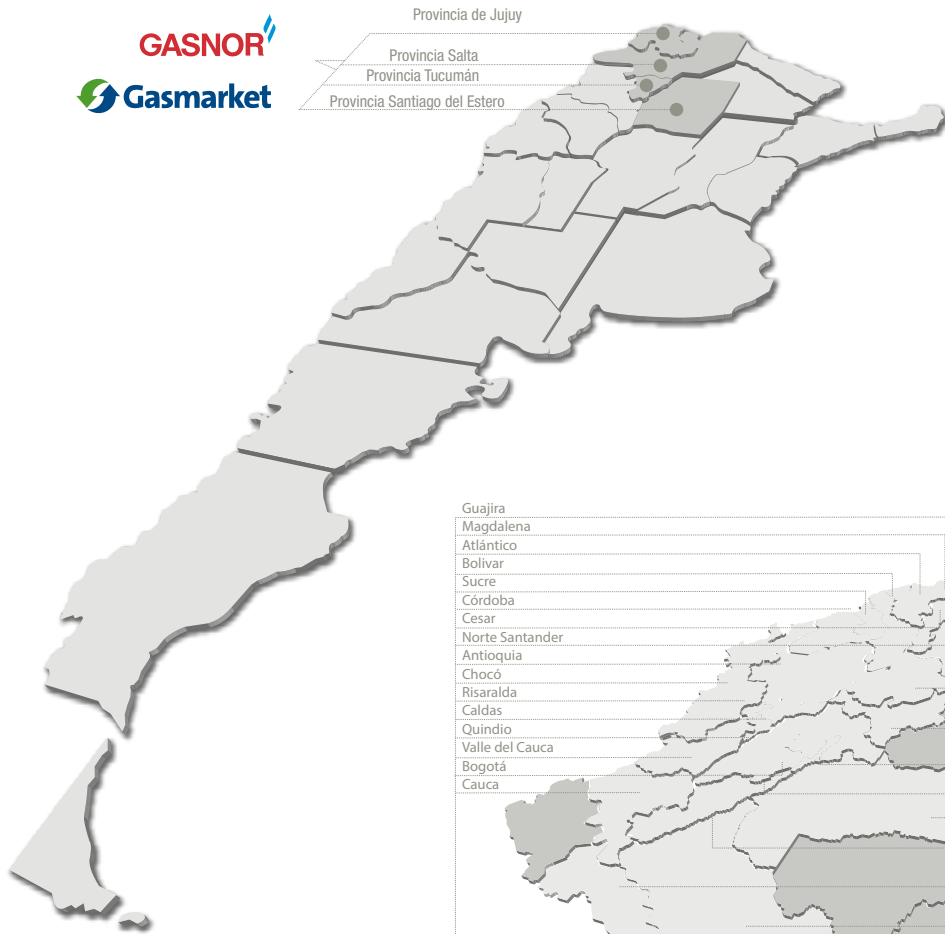 GASNOR
Gasmarket
Provincia de Jujuy
Provincia Salta
Provincia Tucumán
Provincia Santiago del Estero
Guajira
Magdalena
Atlántico
Bolivar
Sucre
Córdoba
Cesar
Norte Santander
Antioquia
Chocó
Risaralda
Caldas
Quindio
Valle del Cauca
Bogotá
Cauca